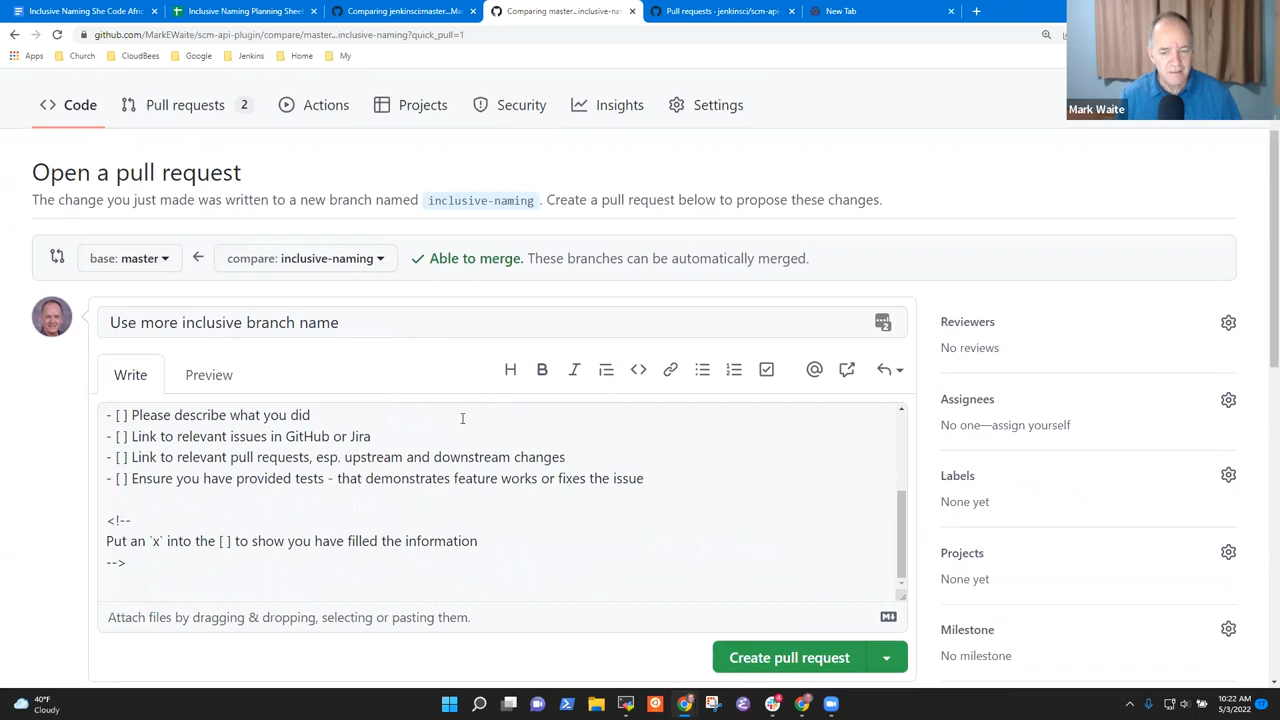 Inclusive Naming She Code Afric
Inclusive Naming Planning Sheet
Comparing jenkinsci:master...Ma
Comparing master...inclusive-na
Pull requests · jenkinsci/scm-api-
New Tab
github.com/MarkEWaite/scm-api-plugin/compare/master...inclusive-naming?quick_pull=1
Apps Church CloudBees Google Jenkins Home My
Mark Waite
Code Pull requests 2 Actions Projects Security Insights Settings
Open a pull request
The change you just made was written to a new branch named inclusive-naming . Create a pull request below to propose these changes.
base: master compare: inclusive-naming Able to merge. These branches can be automatically merged.
Use more inclusive branch name
2
Write Preview
- [ ] Please describe what you did
- [ ] Link to relevant issues in GitHub or Jira
- [ ] Link to relevant pull requests, esp. upstream and downstream changes
- [ ] Ensure you have provided tests - that demonstrates feature works or fixes the issue
<!--
Put an `x` into the [ ] to show you have filled the information
-->
Attach files by dragging & dropping, selecting or pasting them.
Create pull request
Reviewers
No reviews
Assignees
No one—assign yourself
Labels
None yet
Projects
None yet
Milestone
No milestone
40°F
Cloudy
10:22 AM
5/3/2022
17